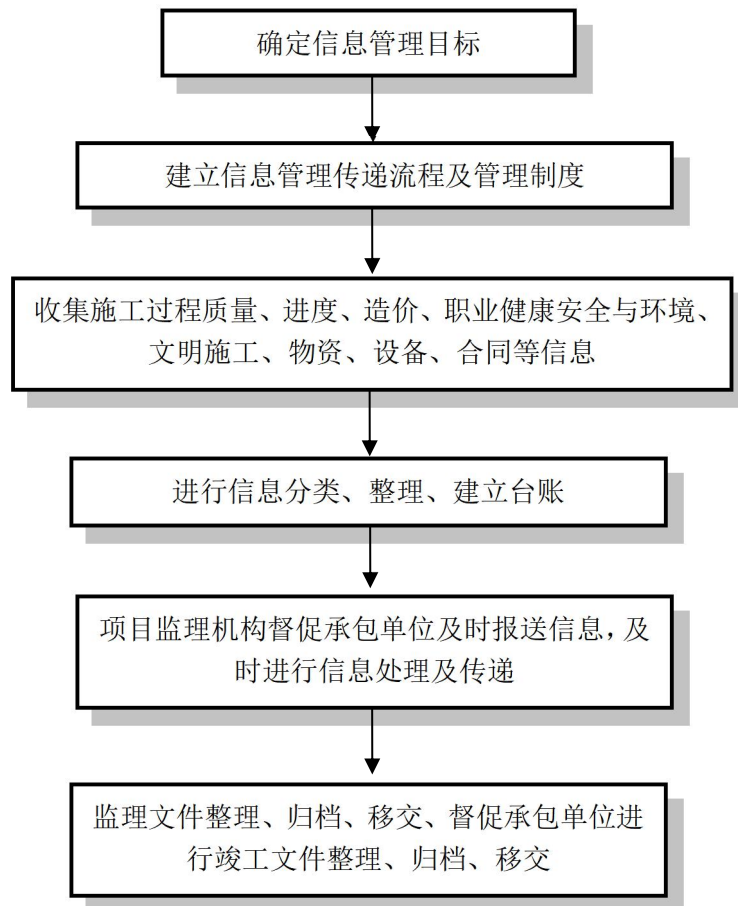 确定信息管理目标
建立信息管理传递流程及管理制度
收集施工过程质量、进度、造价、职业健康安全与环境、
文明施工、物资、设备、合同等信息
进行信息分类、整理、建立台账
项目监理机构督促承包单位及时报送信息，及
时进行信息处理及传递
监理文件整理、归档、移交、督促承包单位进
行竣工文件整理、归档、移交